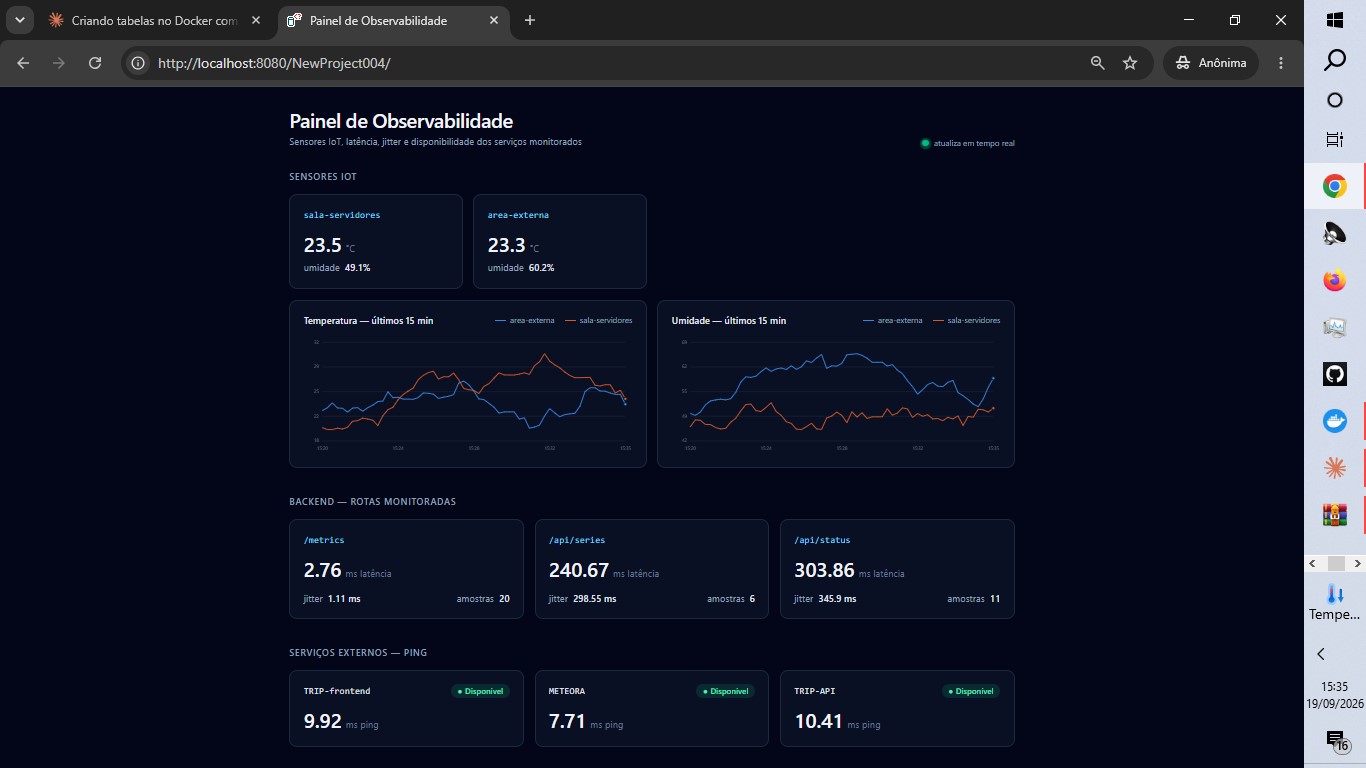 Criando tabelas no Docker com
Painel de Observabilidade
http://localhost:8080/NewProject004/
Anônima
Painel de Observabilidade
Sensores IoT, latência, jitter e disponibilidade dos serviços monitorados
atualiza em tempo real
SENSORES IOT
sala-servidores
23.5 °C
umidade 49.1%
area-externa
23.3 °C
umidade 60.2%
Temperatura — últimos 15 min
area-externa
sala-servidores
Umidade — últimos 15 min
area-externa
sala-servidores
BACKEND — ROTAS MONITORADAS
/metrics
2.76 ms latência
jitter 1.11 ms
amostras 20
/api/series
240.67 ms latência
jitter 298.55 ms
amostras 6
/api/status
303.86 ms latência
jitter 345.9 ms
amostras 11
SERVIÇOS EXTERNOS — PING
TRIP-frontend
Disponível
9.92 ms ping
METEORA
Disponível
7.71 ms ping
TRIP-API
Disponível
10.41 ms ping
Tempe...
15:35
19/09/2026
16